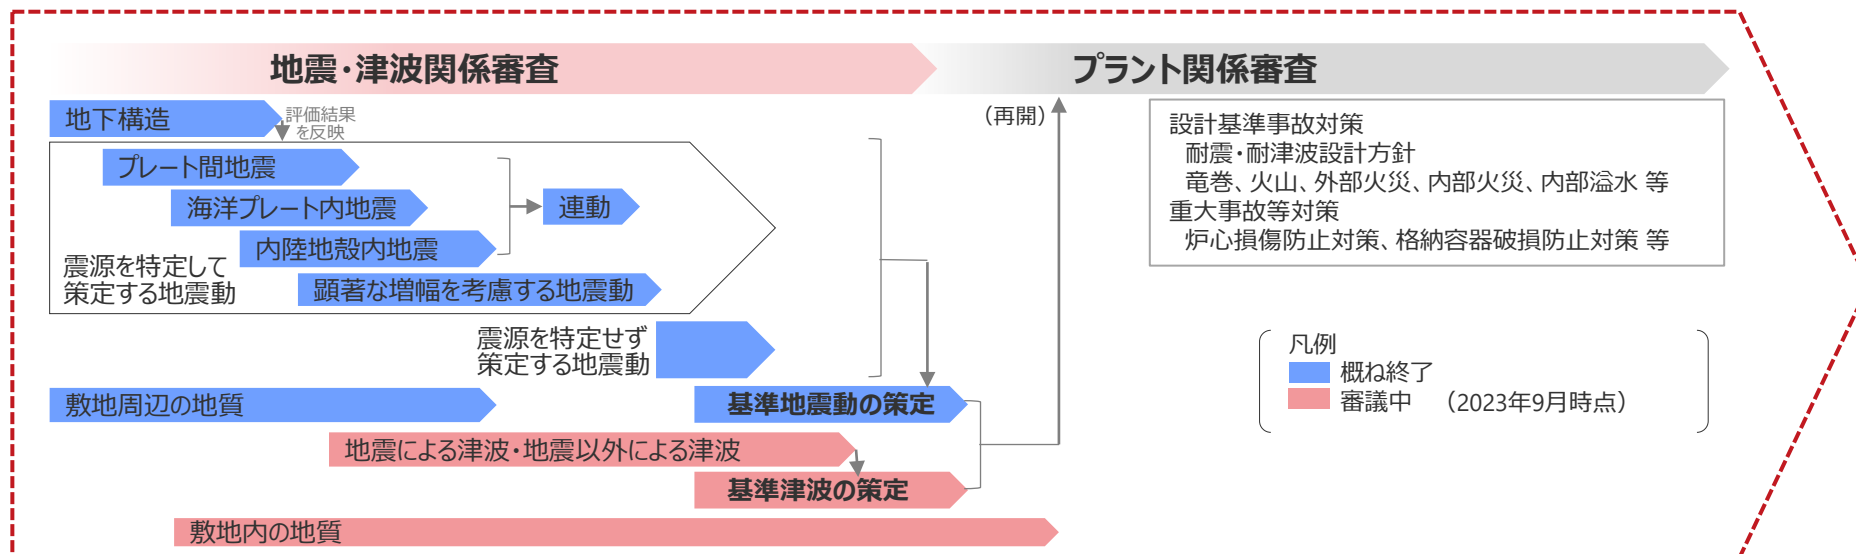 地震・津波関係審査
プラント関係審査
地下構造
評価結果
を反映
（再開）
プレート間地震
海洋プレート内地震
連動
内陸地殻内地震
震源を特定して
策定する地震動
顕著な増幅を考慮する地震動
震源を特定せず
策定する地震動
敷地周辺の地質
基準地震動の策定
地震による津波・地震以外による津波
基準津波の策定
敷地内の地質
設計基準事故対策
耐震・耐津波設計方針
竜巻、火山、外部火災、内部火災、内部溢水 等
重大事故等対策
炉心損傷防止対策、格納容器破損防止対策 等
凡例
概ね終了
審議中　（2023年9月時点）